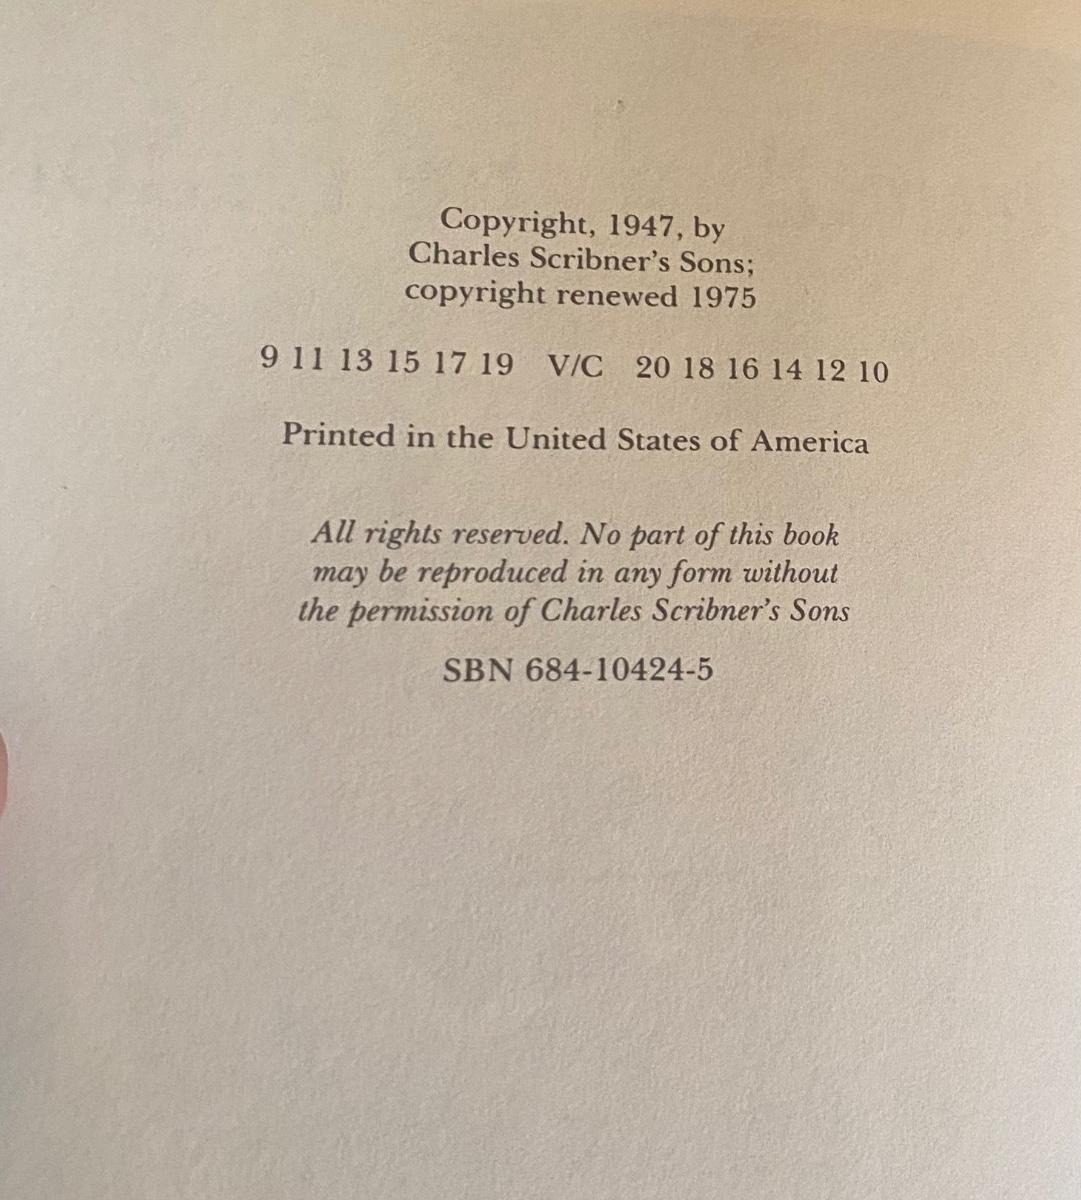 Copyright, 1947, by
Charles Scribner's Sons;
copyright renewed 1975
9 11 13 15 17 19 V/C 20 18 16 14 12 10
Printed in the United States of America
All rights reserved. No part of this book
may be reproduced in any form without
the permission of Charles Scribner's Sons
SBN 684-10424-5